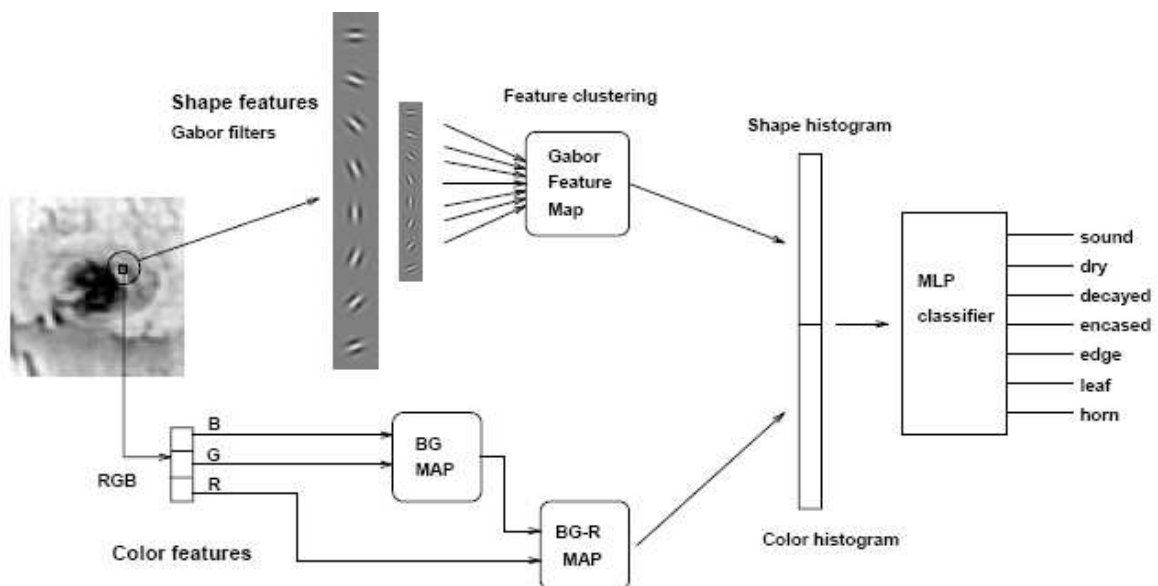 Shape features
Gabor filters
Feature clustering
Gabor
Feature
Map
Shape histogram
MLP
classifier
sound
dry
decayed
encased
edge
leaf
horn
RGB
B
G
R
BG
MAP
BG-R
MAP
Color features
Color histogram